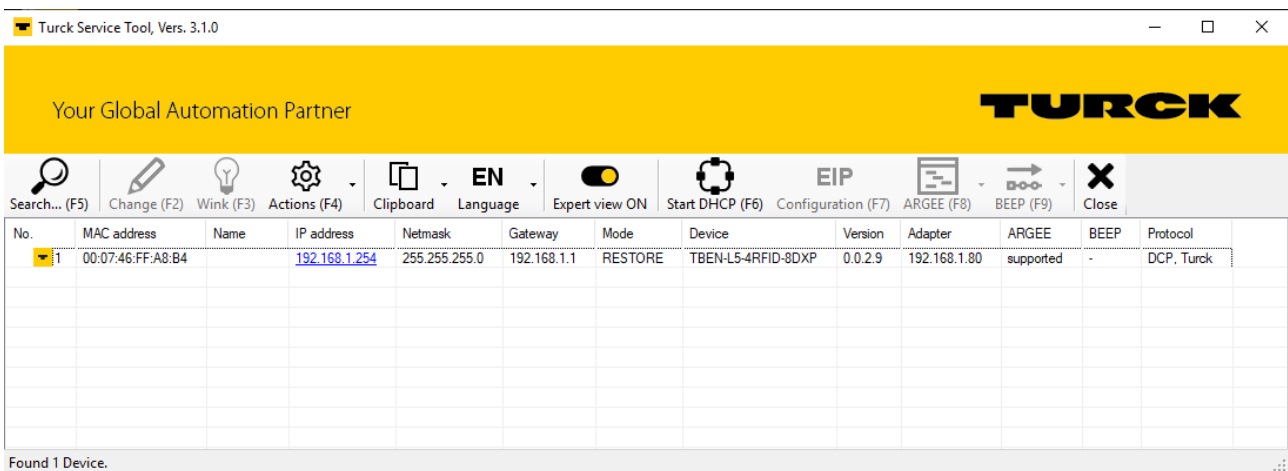 Turck Service Tool, Vers. 3.1.0
Your Global Automation Partner
TURCK
Search... (F5) Change (F2) Wink (F3) Actions (F4) Clipboard EN Language Expert view ON Start DHCP (F6) EIP Configuration (F7) ARGEE (F8) BEEP (F9) Close
No. MAC address Name IP address Netmask Gateway Mode Device Version Adapter ARGEE BEEP Protocol
1 00:07:46:FF:A8:B4 192.168.1.254 255.255.255.0 192.168.1.1 RESTORE TBEN-L5-4RFID-8DXP 0.0.2.9 192.168.1.80 supported - DCP, Turck
Found 1 Device.